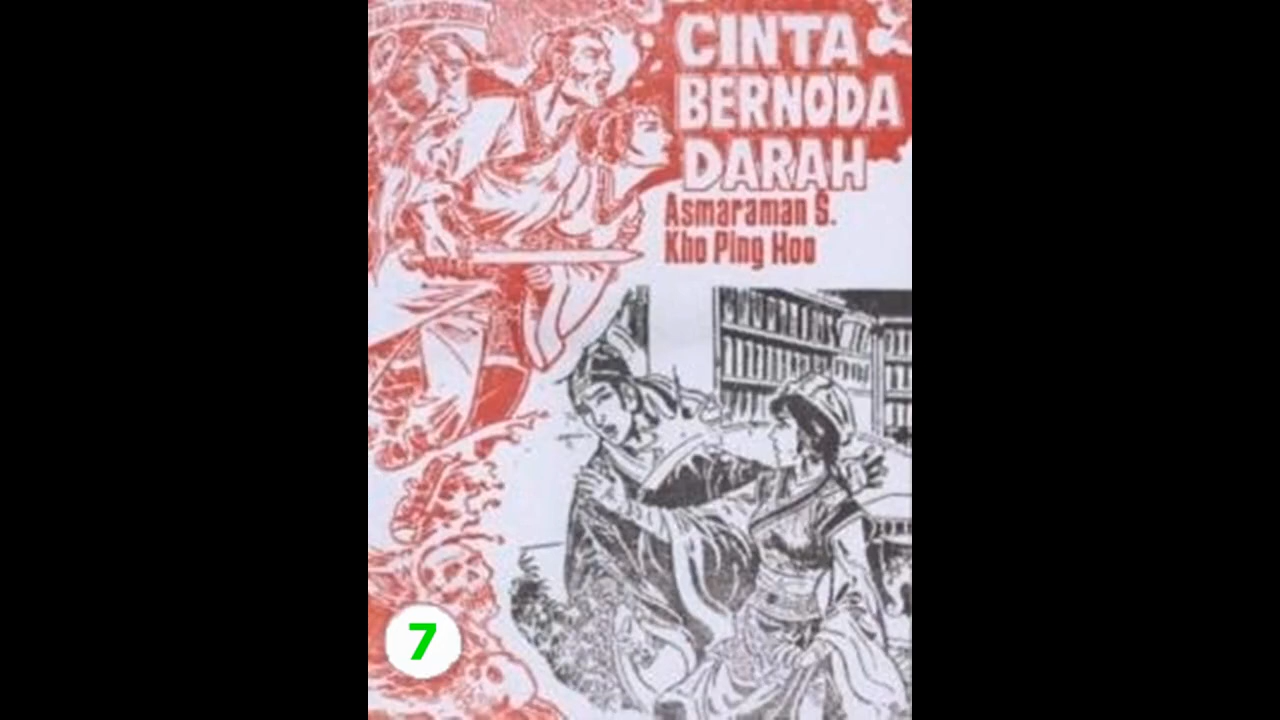 CINTA
BERNODA
DARAH
Asmaraman S.
Kho Ping Hoo
7